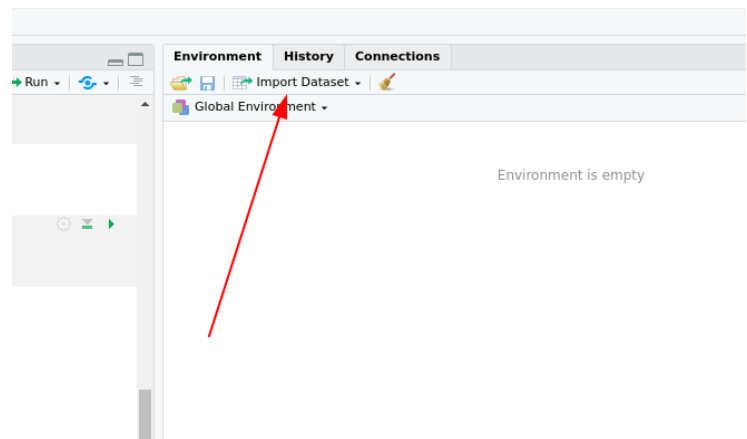 Environment History Connections
Run Import Dataset
Global Environment
Environment is empty